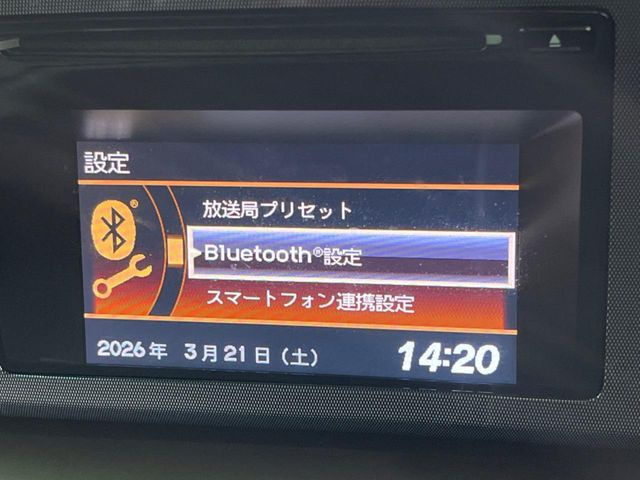 設定
放送局プリセット
Bluetooth®設定
スマートフォン連携設定
2026年 3月21日(土) 14:20